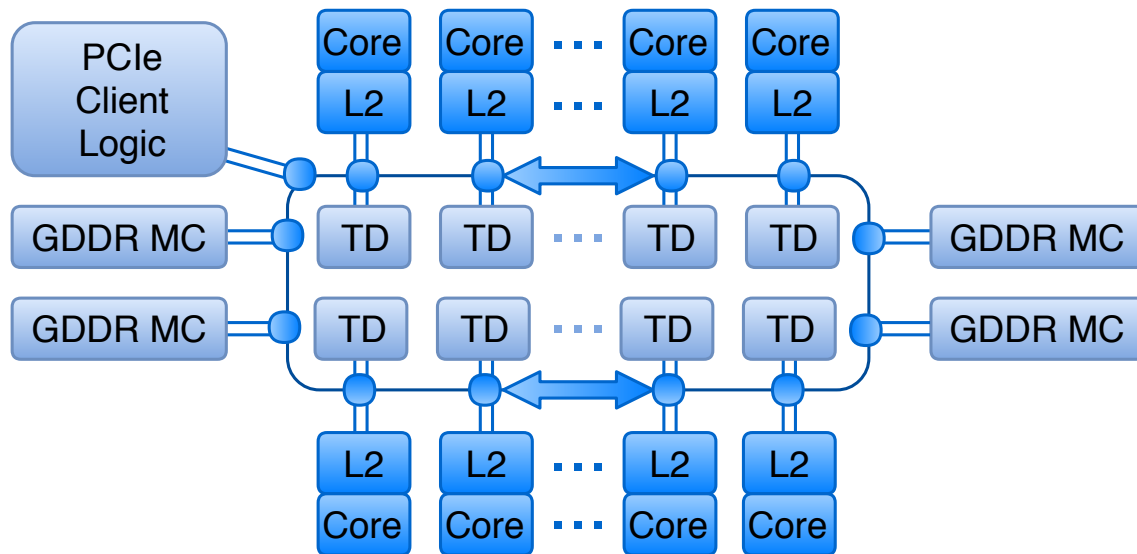 PCIe
Client
Logic
Core Core Core Core
L2 L2 L2 L2
GDDR MC TD TD TD TD GDDR MC
GDDR MC TD TD TD TD GDDR MC
L2 L2 L2 L2
Core Core Core Core